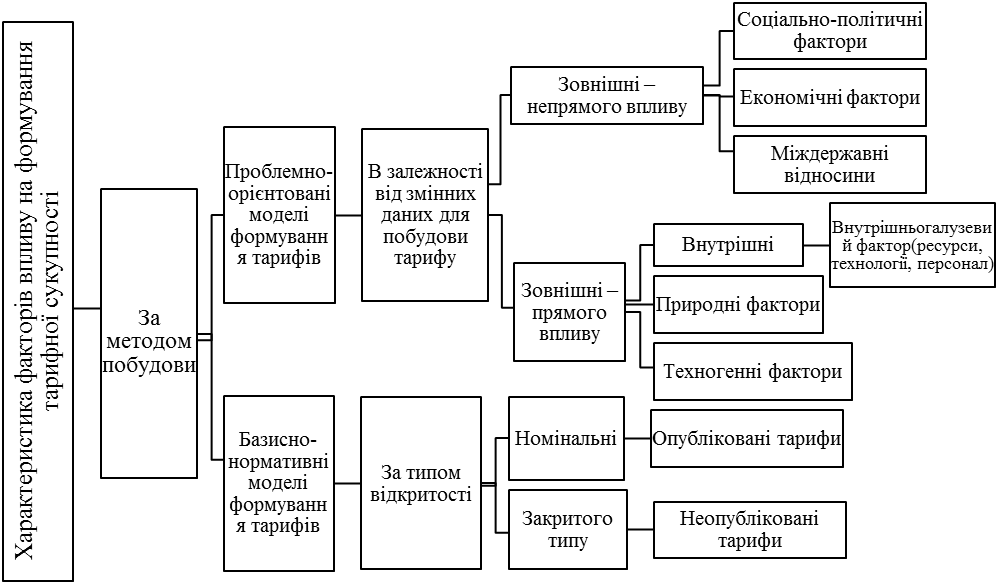 Характеристика факторів впливу на формування
тарифної сукупності
За
методом
побудови
Проблемно-
орієнтовані
моделі
формуванн
я тарифів
В залежності
від змінних
даних для
побудови
тарифу
Зовнішні –
непрямого впливу
Соціально-політичні
фактори
Економічні фактори
Міждержавні
відносини
Зовнішні –
прямого
впливу
Внутрішні
Внутрішньогалузеви
й фактор(ресурси,
технології, персонал)
Природні фактори
Техногенні фактори
Базисно-
нормативні
моделі
формуванн
я тарифів
За типом
відкритості
Номінальні
Опубліковані тарифи
Закритого
типу
Неопубліковані
тарифи